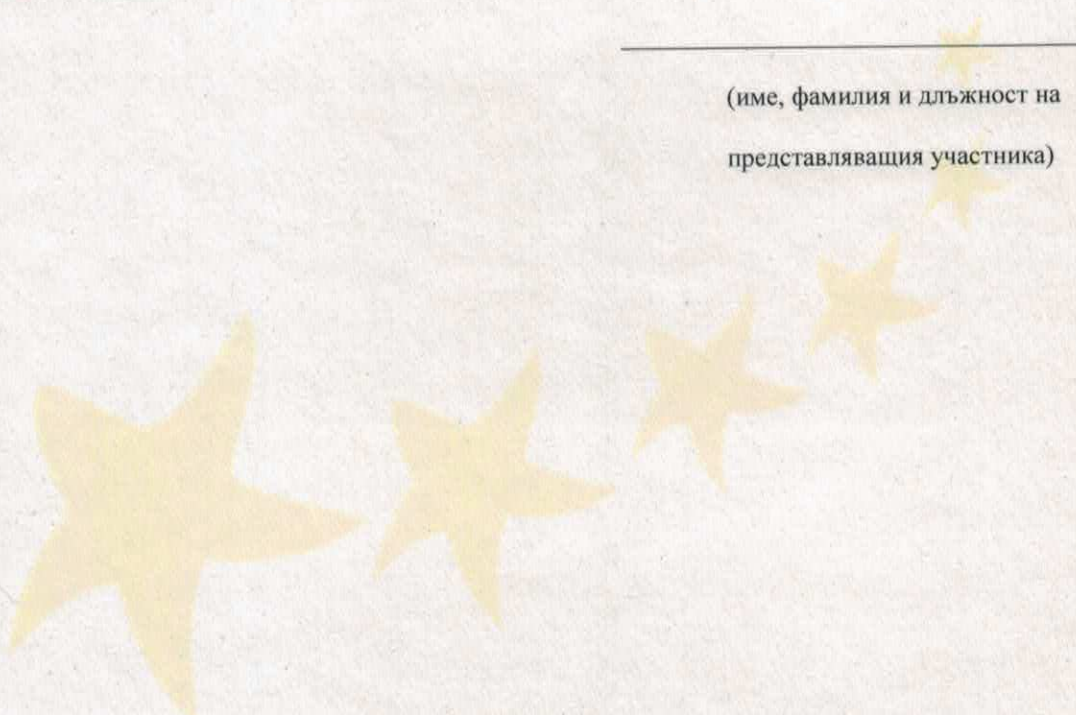 (име, фамилия и длъжност на
представляващия участника)